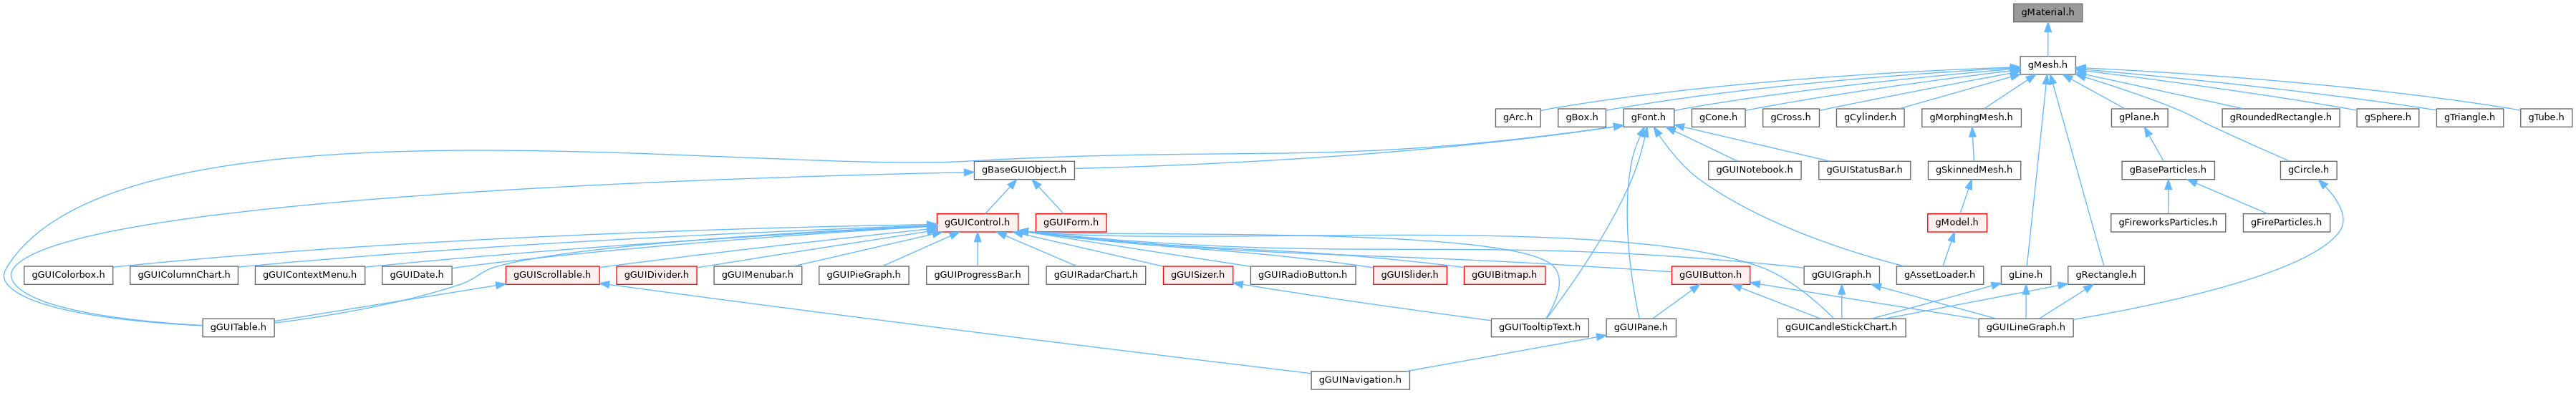 gMaterial.h
gMesh.h
gArc.h
gBox.h
gFont.h
gCone.h
gCross.h
gCylinder.h
gMorphingMesh.h
gPlane.h
gRoundedRectangle.h
gSphere.h
gTriangle.h
gTube.h
gBaseGUIObject.h
gGUINotebook.h
gGUIStatusBar.h
gSkinnedMesh.h
gBaseParticles.h
gCircle.h
gGUIControl.h
gGUIForm.h
gModel.h
gFireworksParticles.h
gFireParticles.h
gGUIColorbox.h
gGUIColumnChart.h
gGUIContextMenu.h
gGUIDate.h
gGUIScrollable.h
gGUIDivider.h
gGUIMenubar.h
gGUIPieGraph.h
gGUIProgressBar.h
gGUIRadarChart.h
gGUISizer.h
gGUIRadioButton.h
gGUISlider.h
gGUIBitmap.h
gGUIButton.h
gGUIGraph.h
gAssetLoader.h
gLine.h
gRectangle.h
gGUITable.h
gGUITooltipText.h
gGUIPane.h
gGUICandleStickChart.h
gGUILineGraph.h
gGUINavigation.h